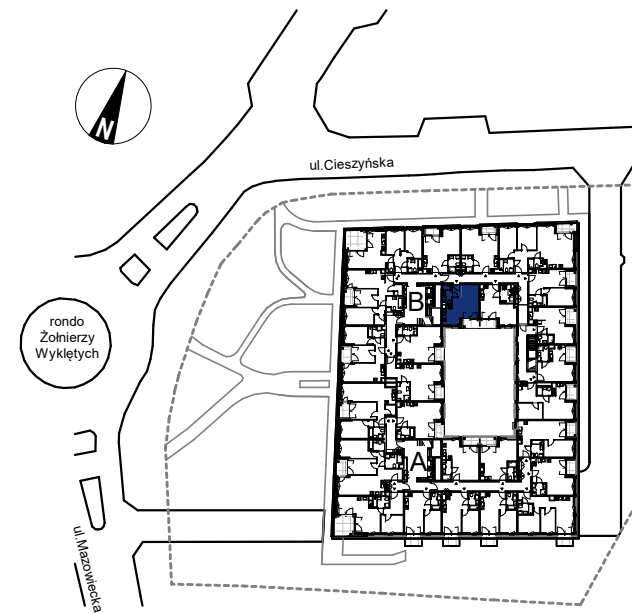 N
ul.Cieszyńska
rondo
Żołnierzy
Wyklętych
B
A
ul.Mazowiecka